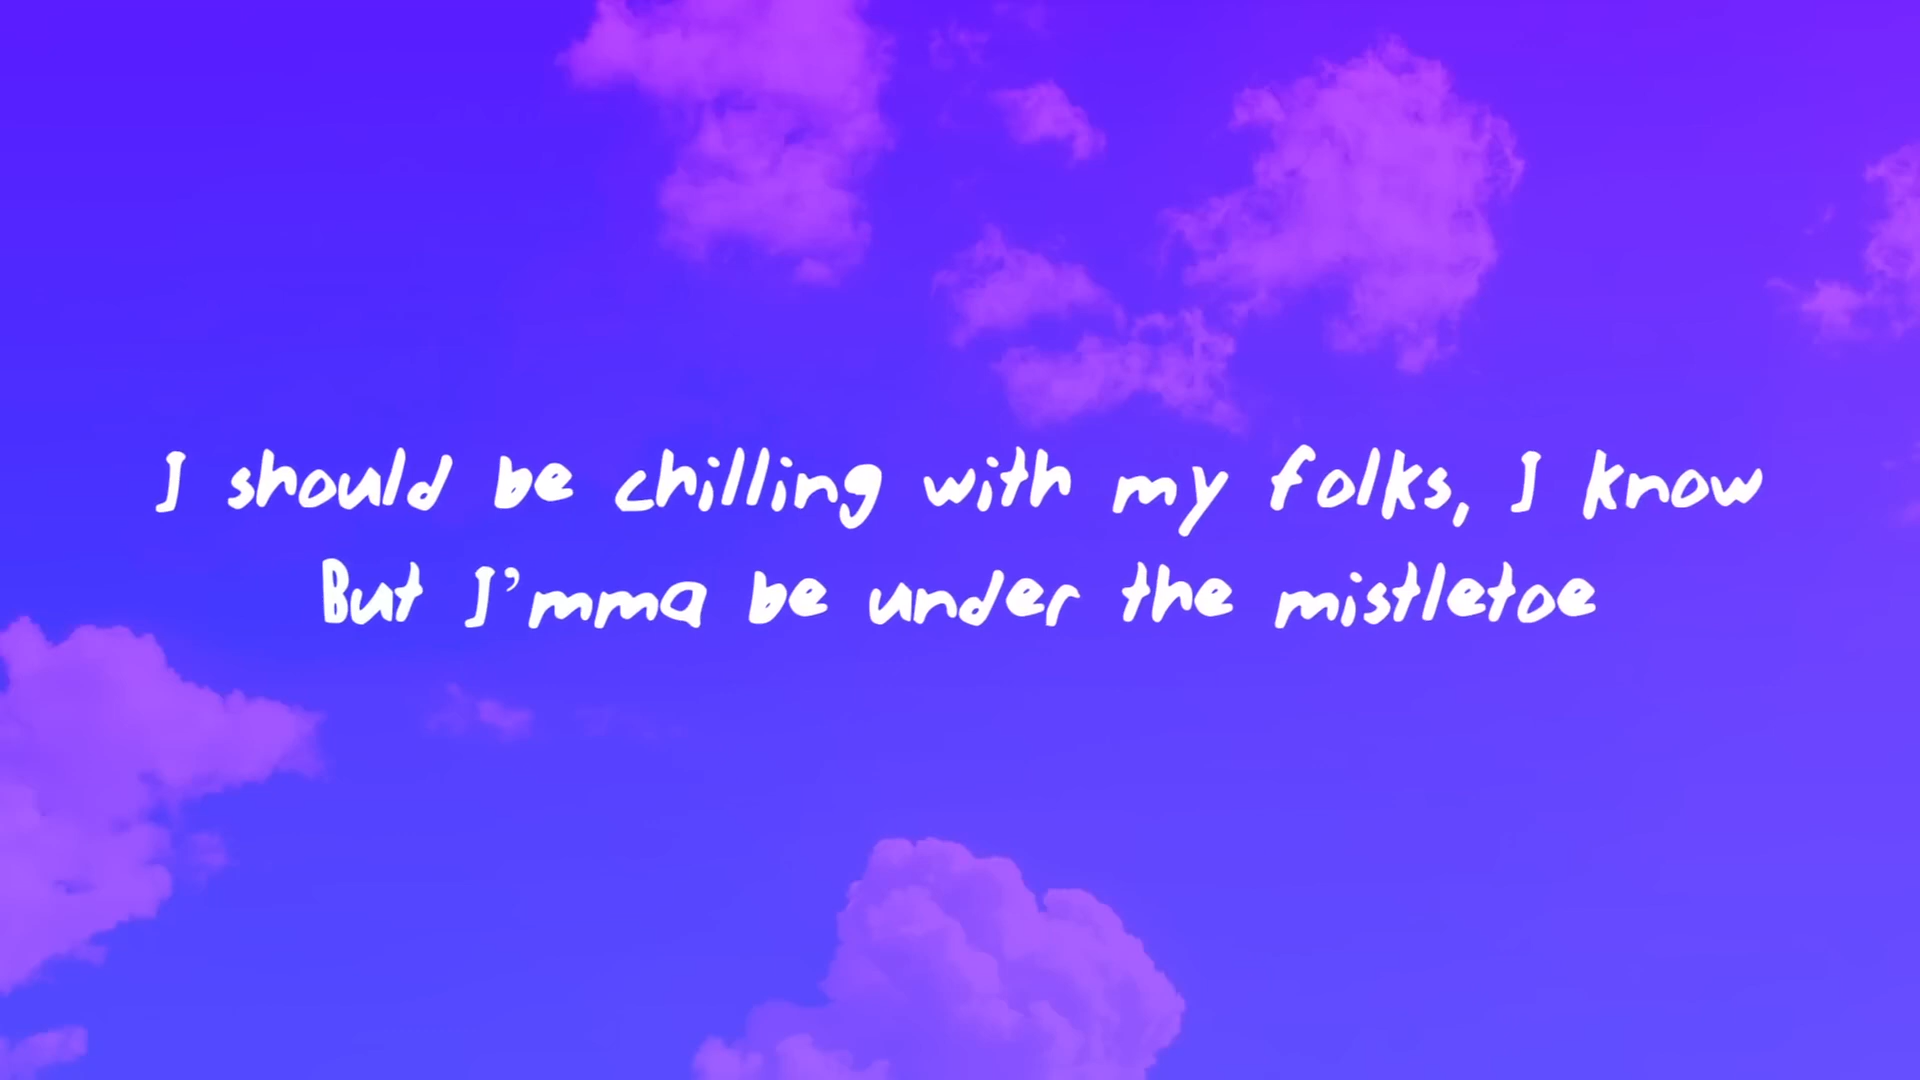 I should be chilling with my folks, I know
But I'mma be under the mistletoe